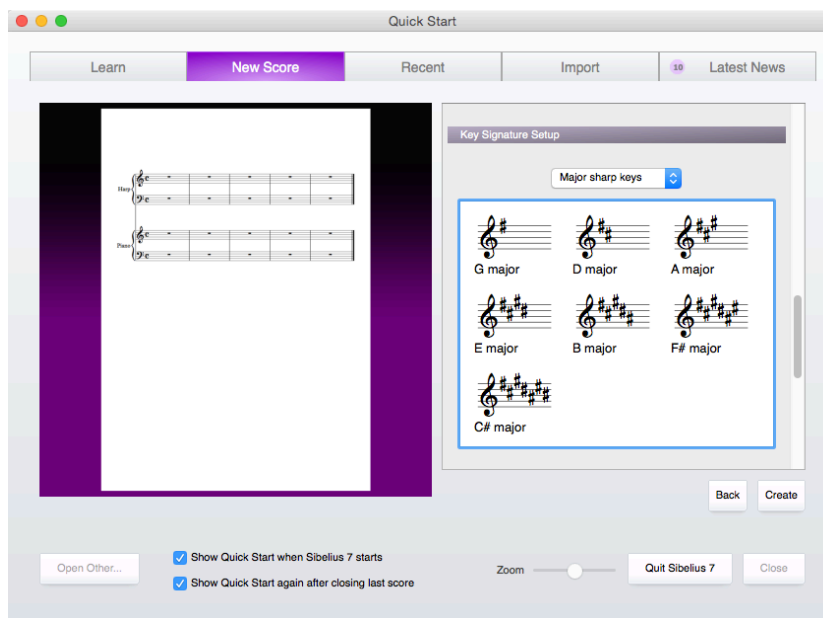 Quick Start
Learn
New Score
Recent
Import
10
Latest News
Harp
Piano
Key Signature Setup
Major sharp keys
G major
D major
A major
E major
B major
F# major
C# major
Back
Create
Open Other...
Show Quick Start when Sibelius 7 starts
Show Quick Start again after closing last score
Zoom
Quit Sibelius 7
Close